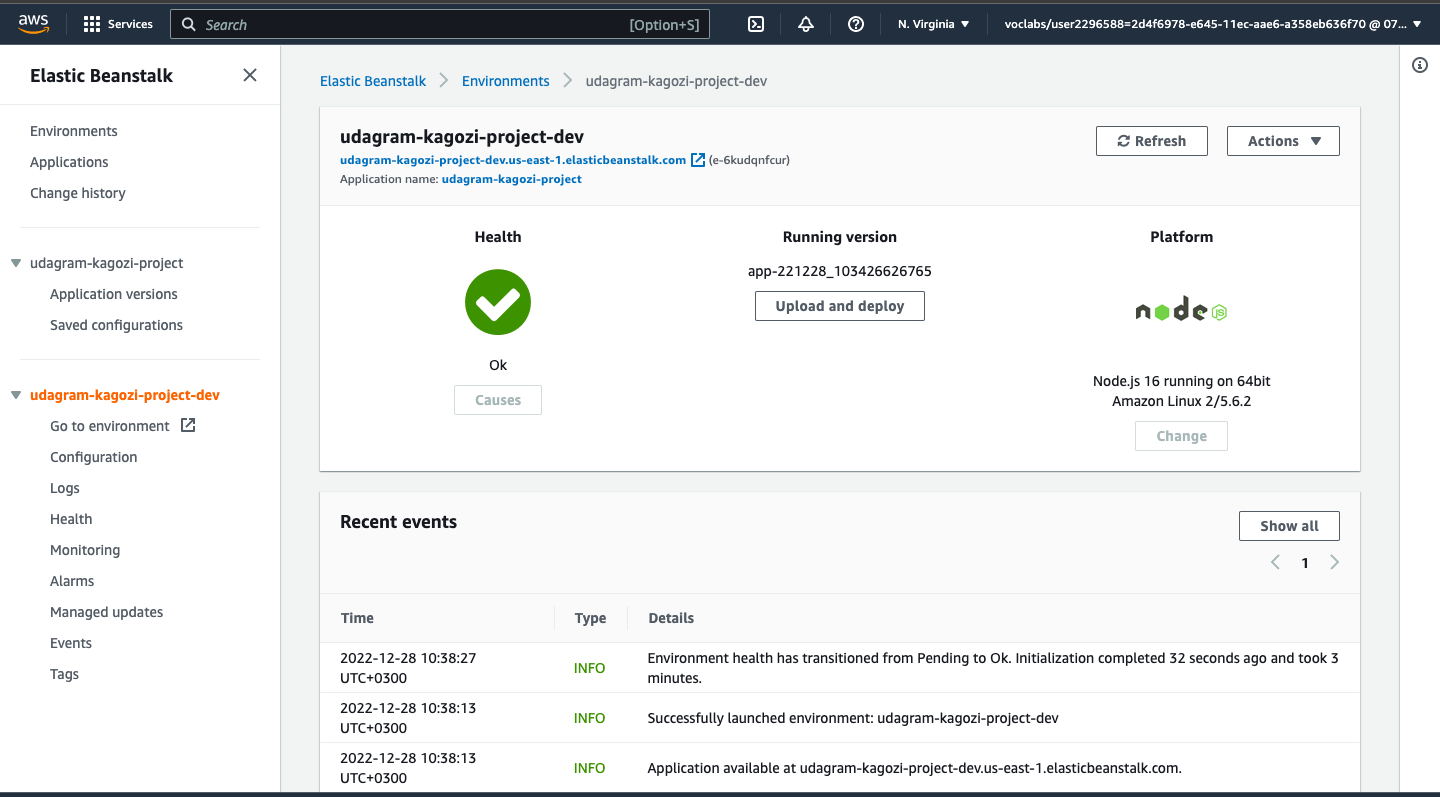 aws
Services
Search
[Option+S]
N. Virginia
voclabs/user2296588=2d4f6978-e645-11ec-aae6-a358eb636f70 @ 07...
Elastic Beanstalk
Environments
Applications
Change history
udagram-kagozi-project
Application versions
Saved configurations
udagram-kagozi-project-dev
Go to environment
Configuration
Logs
Health
Monitoring
Alarms
Managed updates
Events
Tags
Elastic Beanstalk
Environments
udagram-kagozi-project-dev
udagram-kagozi-project-dev
udagram-kagozi-project-dev.us-east-1.elasticbeanstalk.com (e-6kudqnfcur)
Application name: udagram-kagozi-project
Refresh
Actions
Health
Ok
Causes
Running version
app-221228_103426626765
Upload and deploy
Platform
node
JS
Node.js 16 running on 64bit
Amazon Linux 2/5.6.2
Change
Recent events
Show all
1
Time
Type
Details
2022-12-28 10:38:27
UTC+0300
INFO
Environment health has transitioned from Pending to Ok. Initialization completed 32 seconds ago and took 3
minutes.
2022-12-28 10:38:13
UTC+0300
INFO
Successfully launched environment: udagram-kagozi-project-dev
2022-12-28 10:38:13
UTC+0300
INFO
Application available at udagram-kagozi-project-dev.us-east-1.elasticbeanstalk.com.